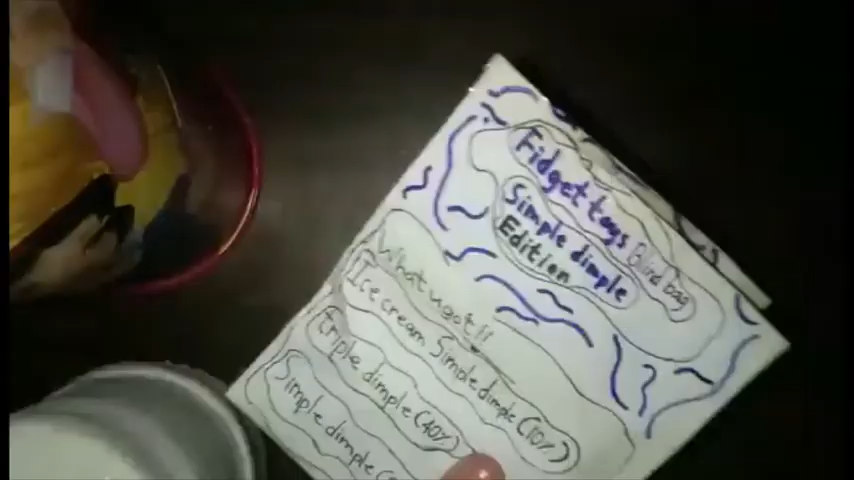 Fidget toys Blind bag
Simple dimple
Edition
What u got!!
Ice cream Simple dimple (10%)
triple dimple (40%)
Simple dimple